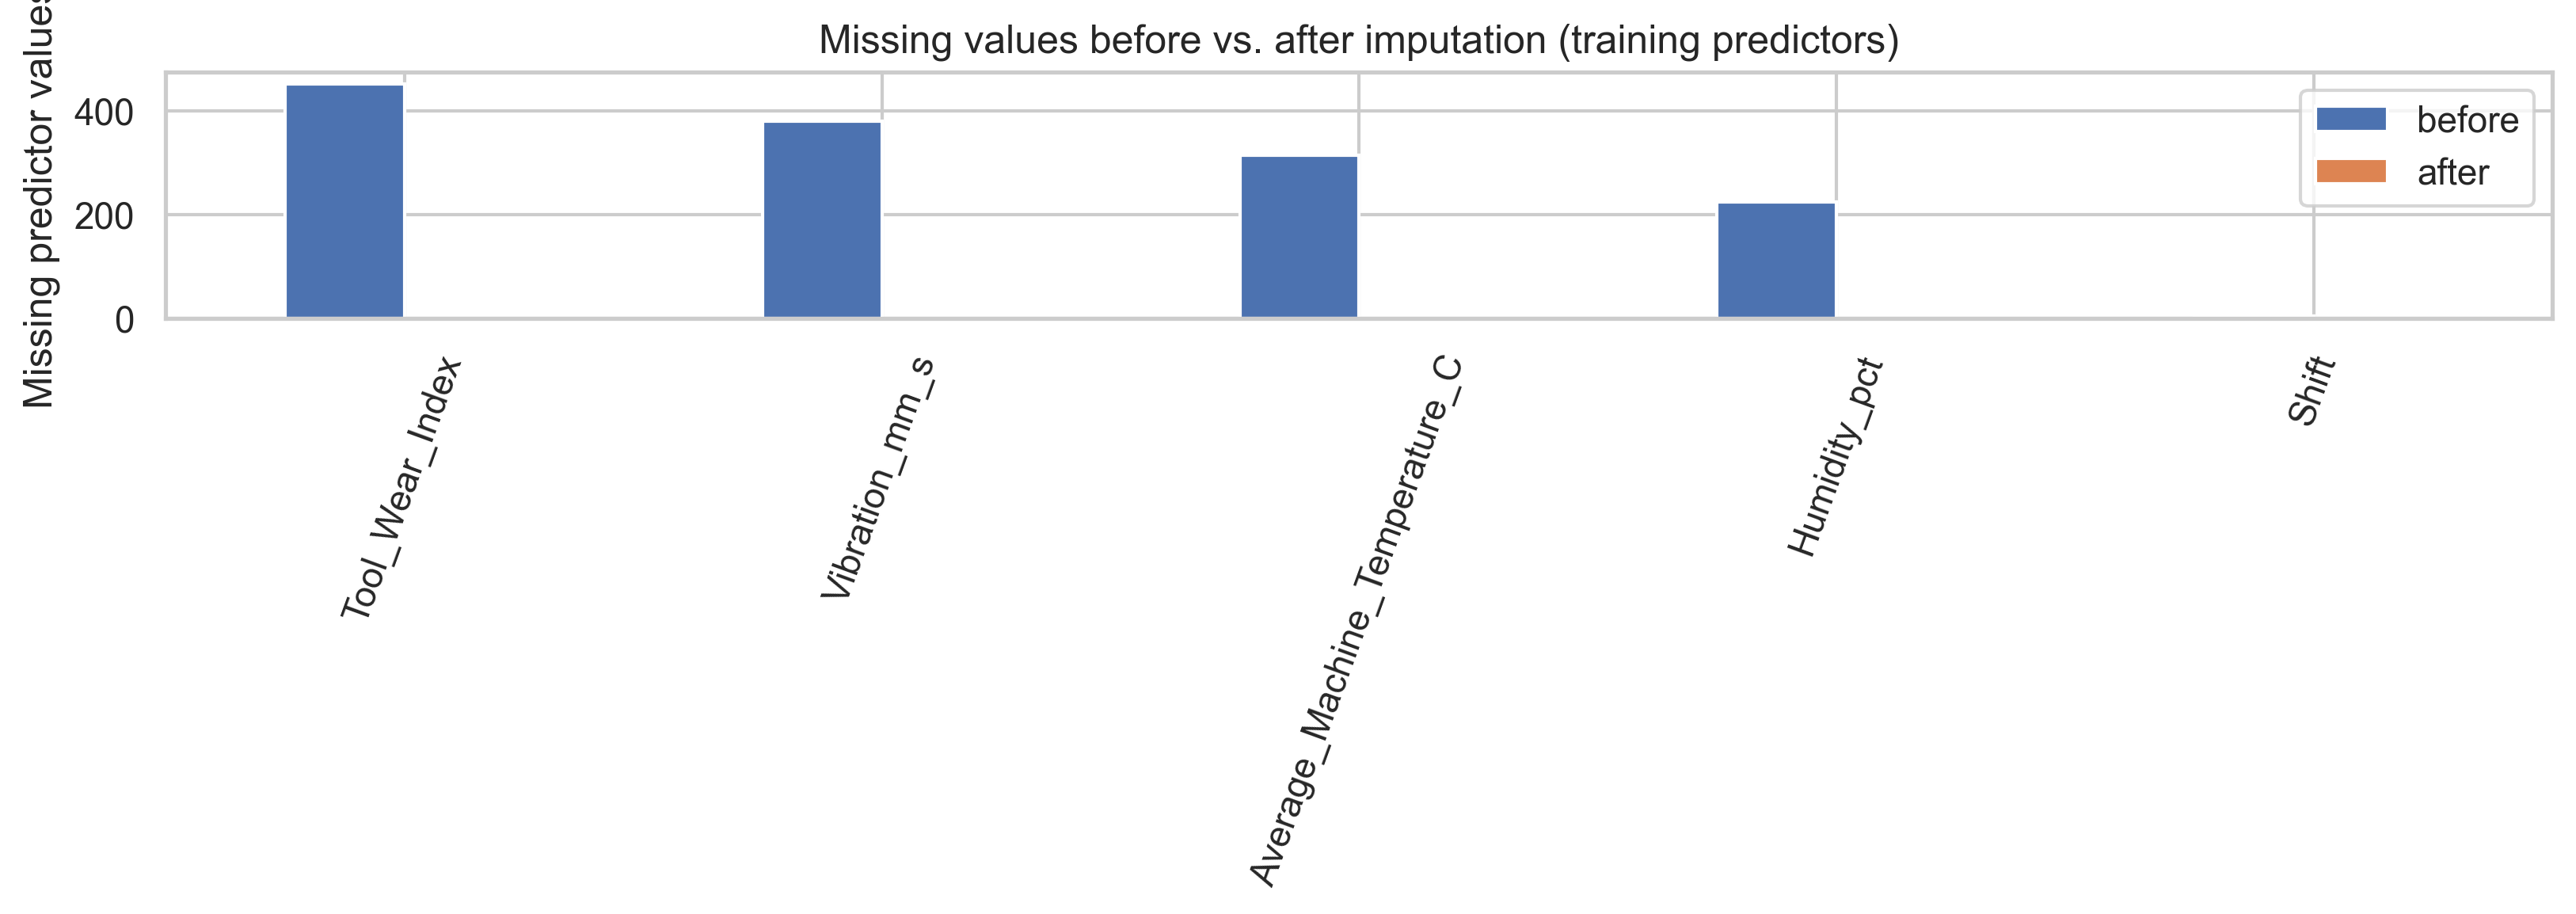 Missing values before vs. after imputation (training predictors)
Missing predictor values
400
200
0
before
after
Tool_Wear_Index
Vibration_mm_s
Average_Machine_Temperature_C
Humidity_pct
Shift